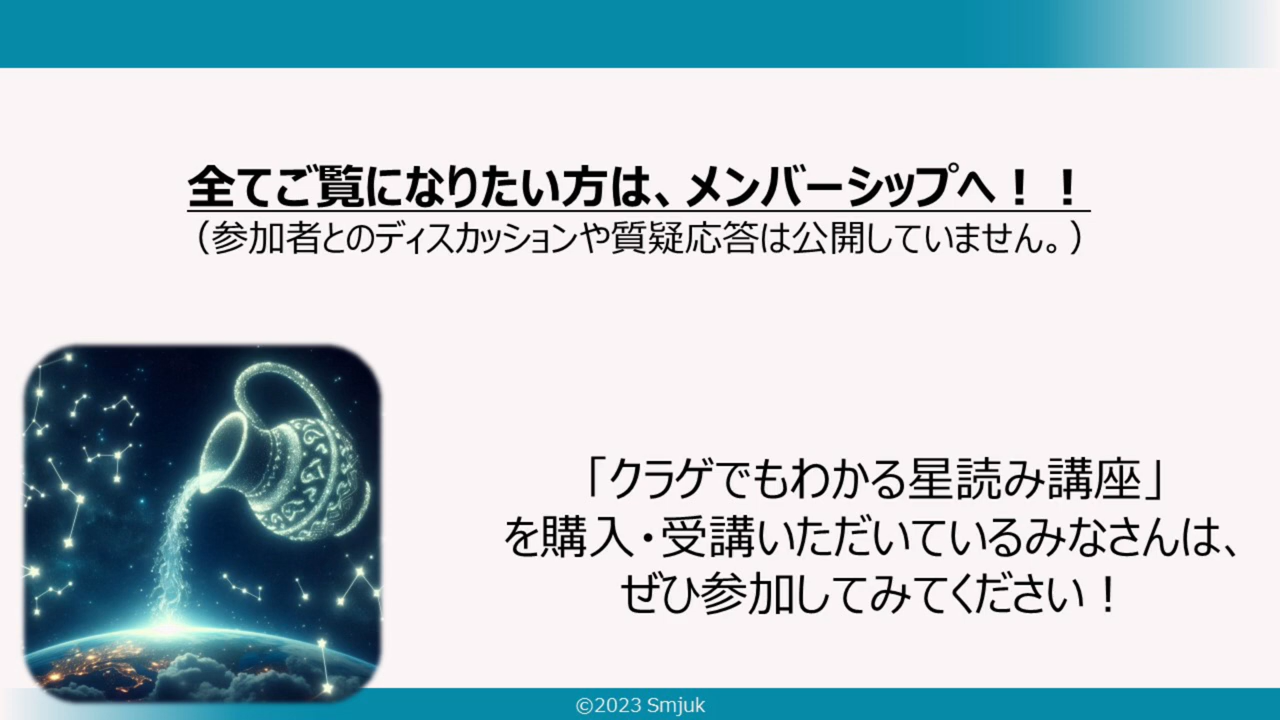 全てご覧になりたい方は、メンバーシップへ！！
（参加者とのディスカッションや質疑応答は公開していません。）
「クラゲでもわかる星読み講座」
を購入・受講いただいているみなさんは、
ぜひ参加してみてください！
©2023 Smjuk